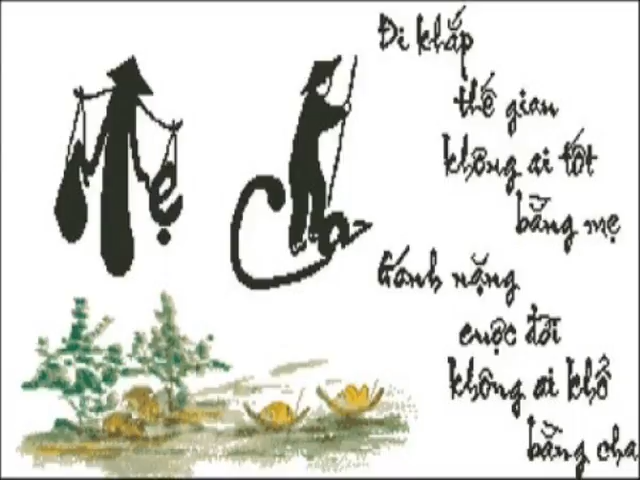 Mẹ Cha
Đi khắp
thế gian
không ai tốt
bằng mẹ
Gánh nặng
cuộc đời
không ai khổ
bằng cha